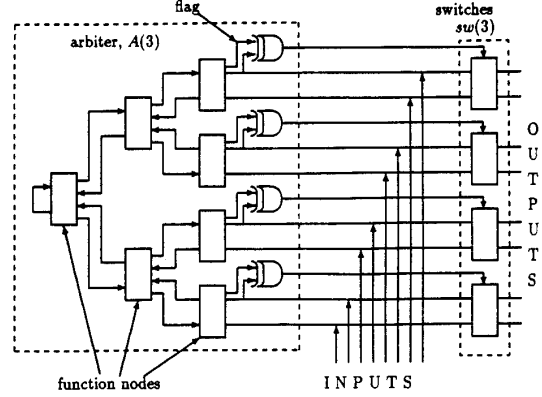 flag
switches
sw(3)
arbiter, A(3)
O U T P U T S
function nodes
I N P U T S